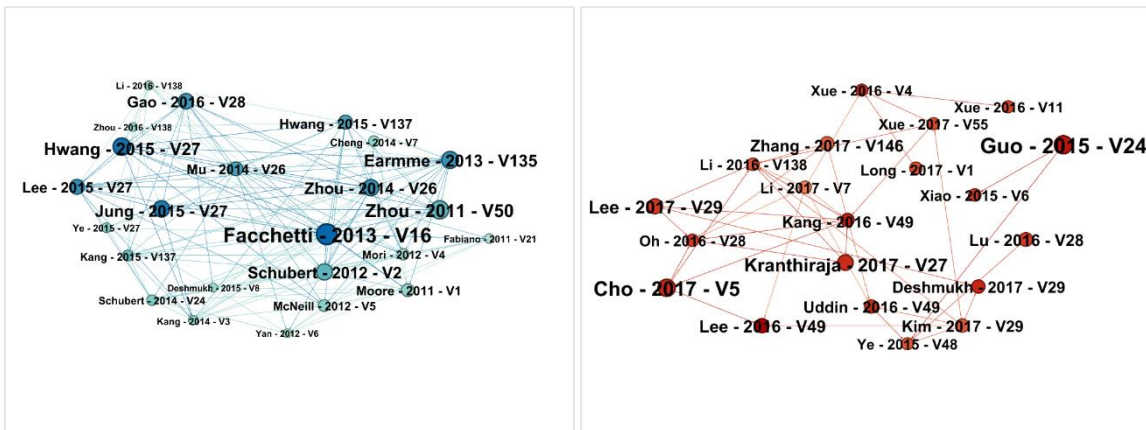 Li - 2016 - V138
Gao - 2016 - V28
Zhou - 2016 - V138
Hwang - 2015 - V137
Hwang - 2015 - V27
Cheng - 2014 - V7
Earmme - 2013 - V135
Mu - 2014 - V26
Lee - 2015 - V27
Zhou - 2014 - V26
Jung - 2015 - V27
Zhou - 2011 - V50
Ye - 2015 - V27
Facchetti - 2013 - V16
Fabiano - 2011 - V21
Kang - 2015 - V137
Mori - 2012 - V4
Schubert - 2012 - V2
Deshmukh - 2015 - V8
Moore - 2011 - V1
Schubert - 2014 - V24
McNeill - 2012 - V5
Kang - 2014 - V3
Yan - 2012 - V6
Xue - 2016 - V4
Xue - 2016 - V11
Xue - 2017 - V55
Zhang - 2017 - V146
Guo - 2015 - V24
Li - 2016 - V138
Long - 2017 - V1
Li - 2017 - V7
Xiao - 2015 - V6
Lee - 2017 - V29
Kang - 2016 - V49
Oh - 2016 - V28
Lu - 2016 - V28
Kranthiraja - 2017 - V27
Cho - 2017 - V5
Deshmukh - 2017 - V29
Uddin - 2016 - V49
Lee - 2016 - V49
Kim - 2017 - V29
Ye - 2015 - V48